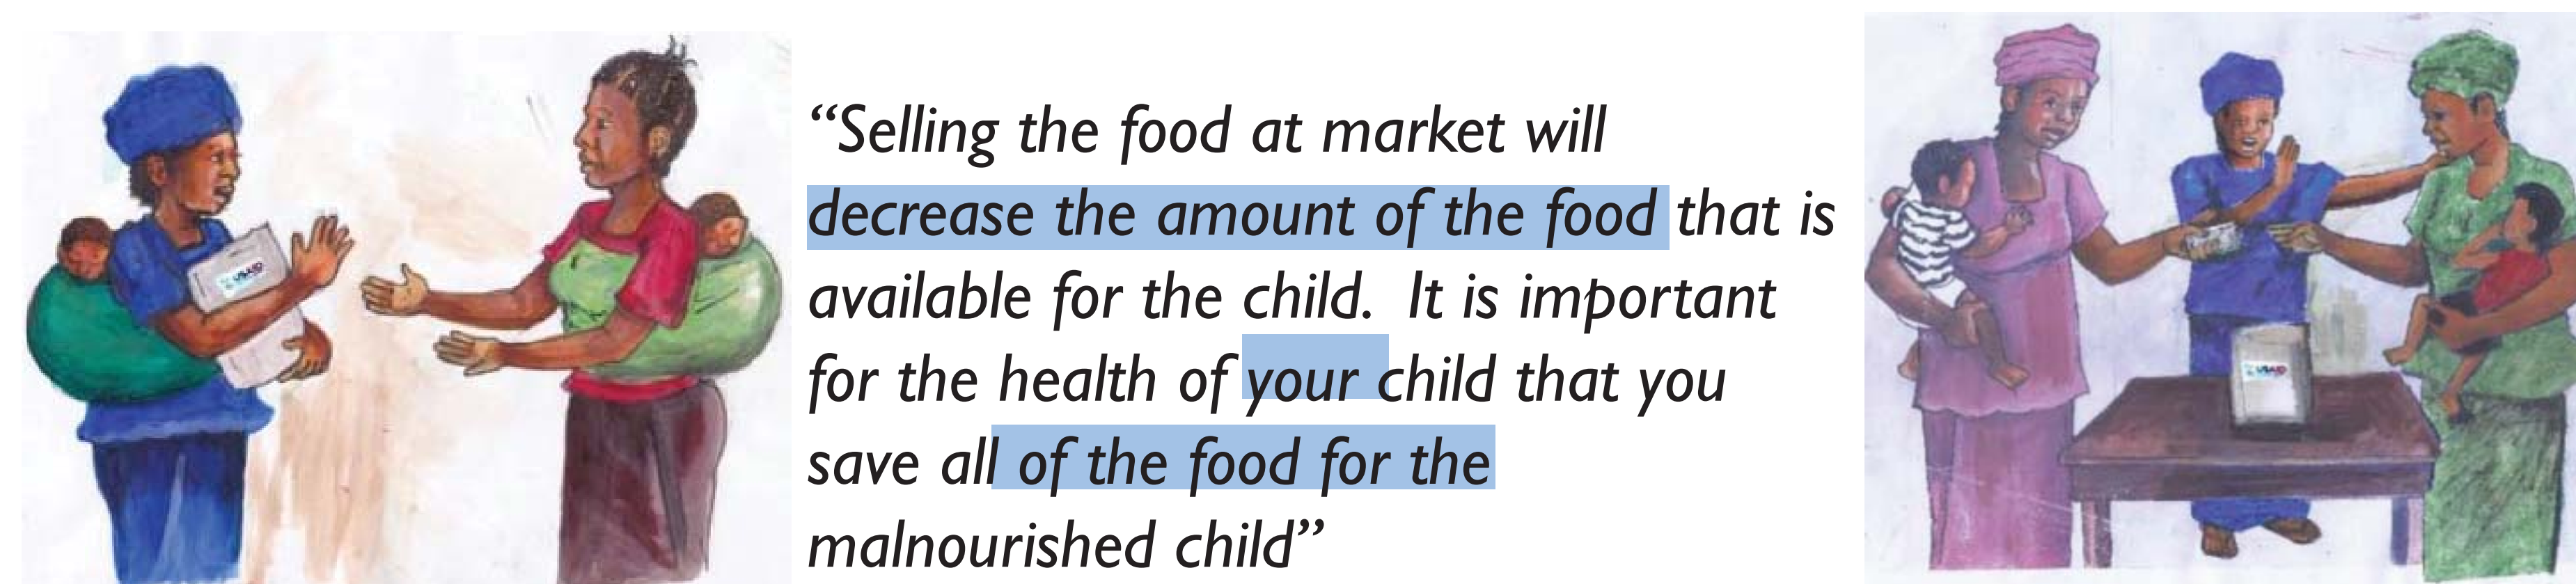 “Selling the food at market will
decrease the amount of the food that is
available for the child.  It is important
for the health of your child that you
save all of the food for the
malnourished child”
USAID
USAID